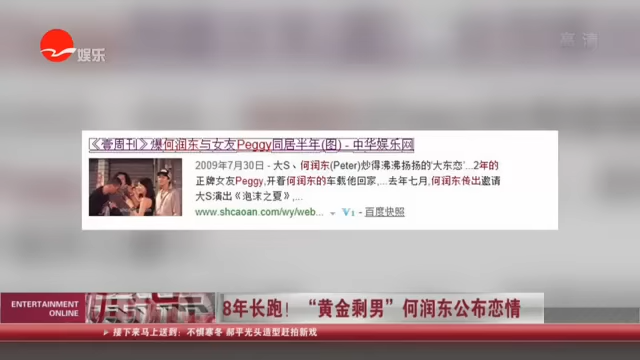 娱乐
高清
《壹周刊》爆何润东与女友Peggy同居半年(图) - 中华娱乐网
2009年7月30日 - 大S、何润东(Peter)炒得沸沸扬扬的'大东恋'...2年的
正牌女友Peggy,开着何润东的车载他回家,...去年七月,何润东传出邀请
大S演出《泡沫之夏》,...
www.shcaoan.com/wy/web... V1 - 百度快照
ENTERTAINMENT
ONLINE
8年长跑！“黄金剩男”何润东公布恋情
接下来马上送到：不惧寒冬 郝平光头造型赶拍新戏